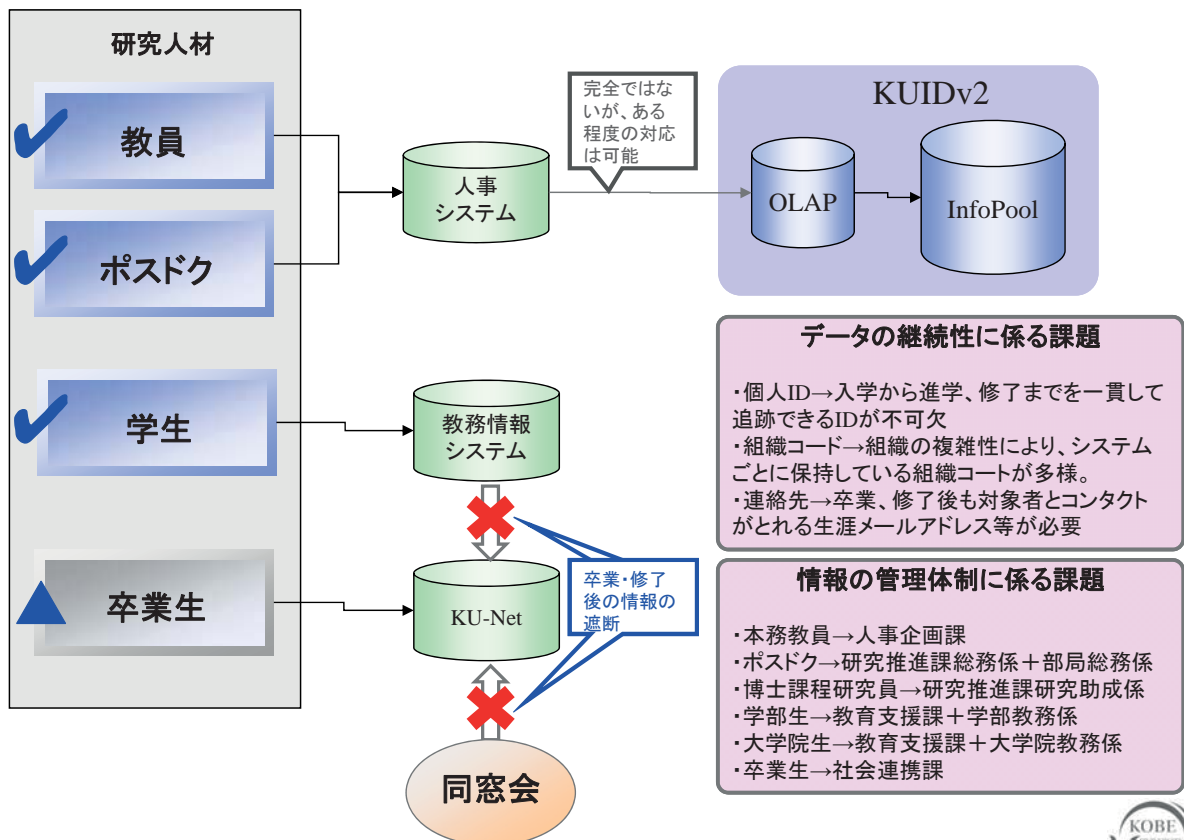 研究人材
教員
ポスドク
学生
卒業生
人事
システム
完全ではな
いが、ある
程度の対応
は可能
KUIDv2
OLAP
InfoPool
教務情報
システム
KU-Net
卒業・修了
後の情報の
遮断
同窓会
データの継続性に係る課題
・個人ID→入学から進学、修了までを一貫して
追跡できるIDが不可欠
・組織コード→組織の複雑性により、システム
ごとに保持している組織コートが多様。
・連絡先→卒業、修了後も対象者とコンタクト
がとれる生涯メールアドレス等が必要
情報の管理体制に係る課題
・本務教員→人事企画課
・ポスドク→研究推進課総務係＋部局総務係
・博士課程研究員→研究推進課研究助成係
・学部生→教育支援課＋学部教務係
・大学院生→教育支援課＋大学院教務係
・卒業生→社会連携課
KOBE